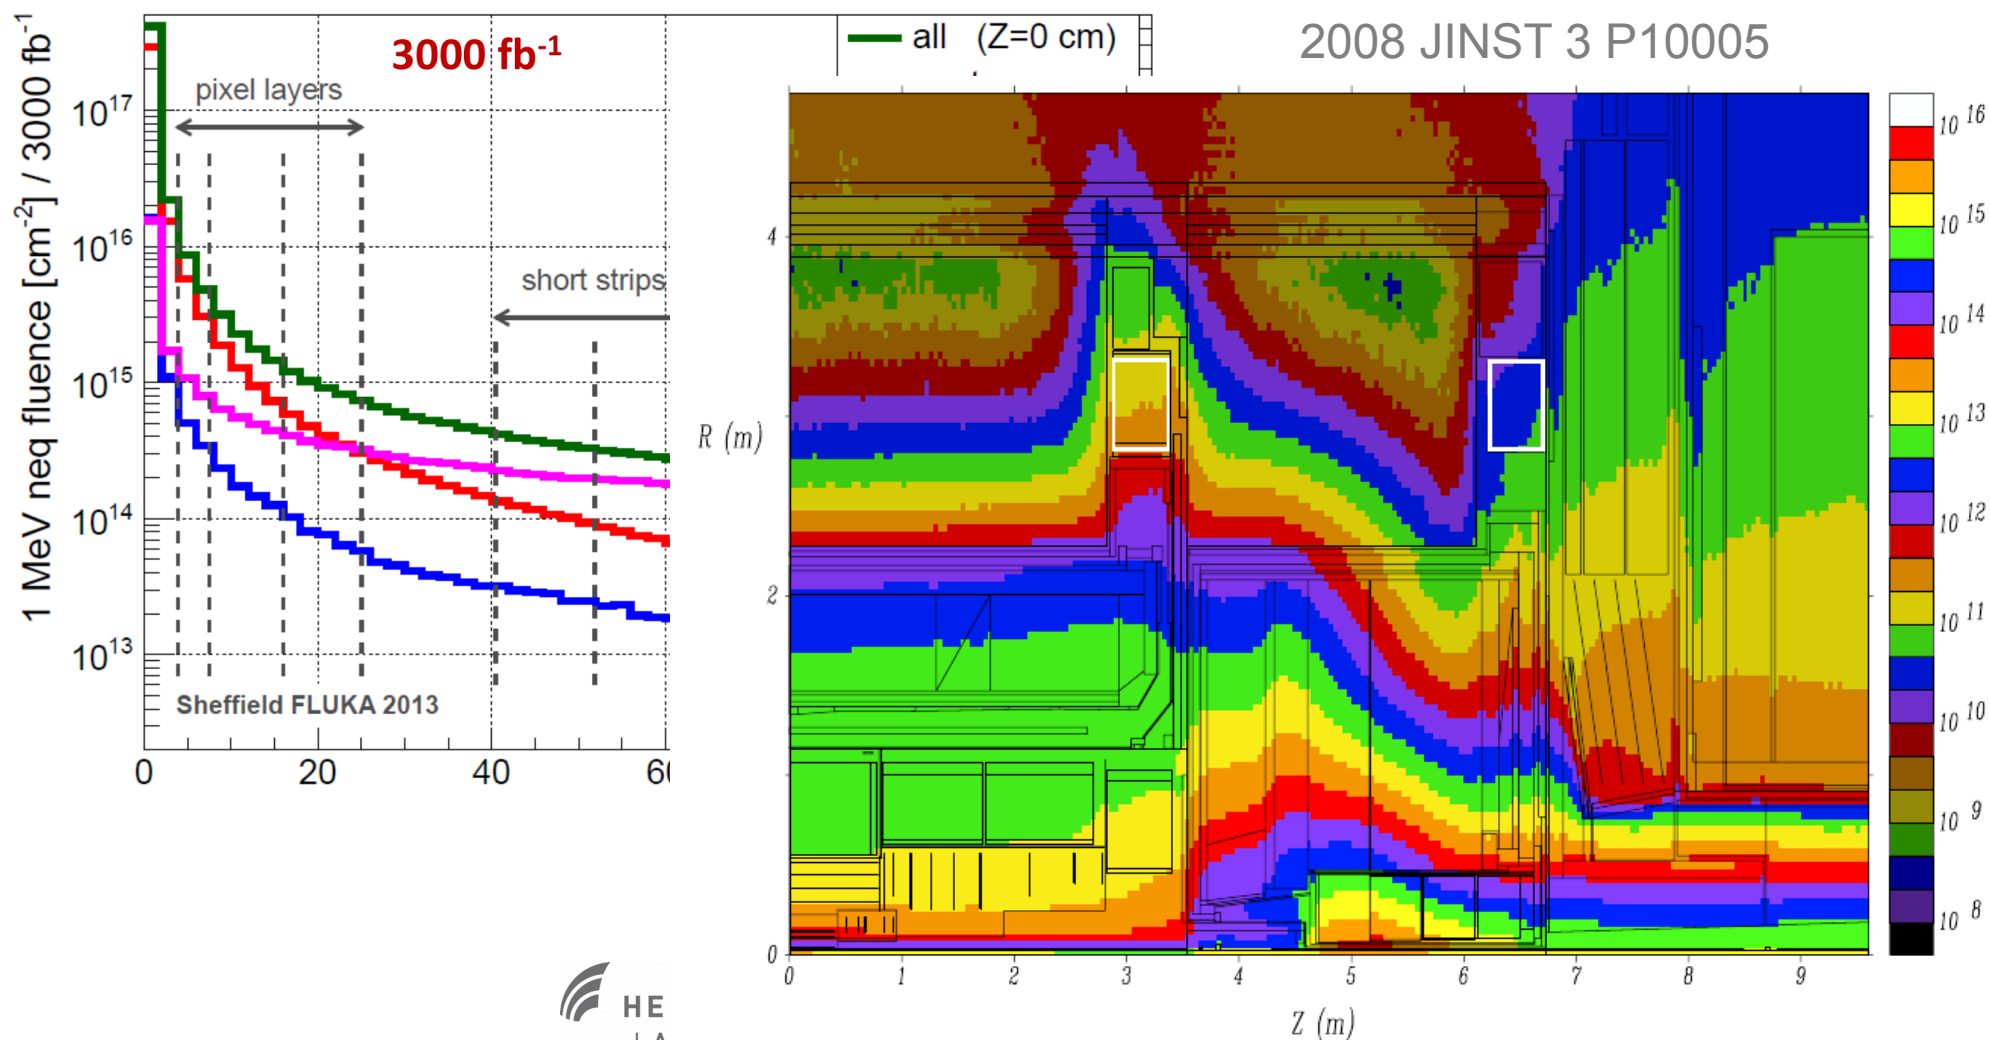 3000 fb-1
all (Z=0 cm)
2008 JINST 3 P10005
1 MeV neq fluence [cm-2] / 3000 fb-1
pixel layers
short strips
Sheffield FLUKA 2013
10^17
10^16
10^15
10^14
10^13
0 20 40
R (m)
4
2
0
0 1 2 3 4 5 6 7 8 9
Z (m)
10^16
10^15
10^14
10^13
10^12
10^11
10^10
10^9
10^8
HE